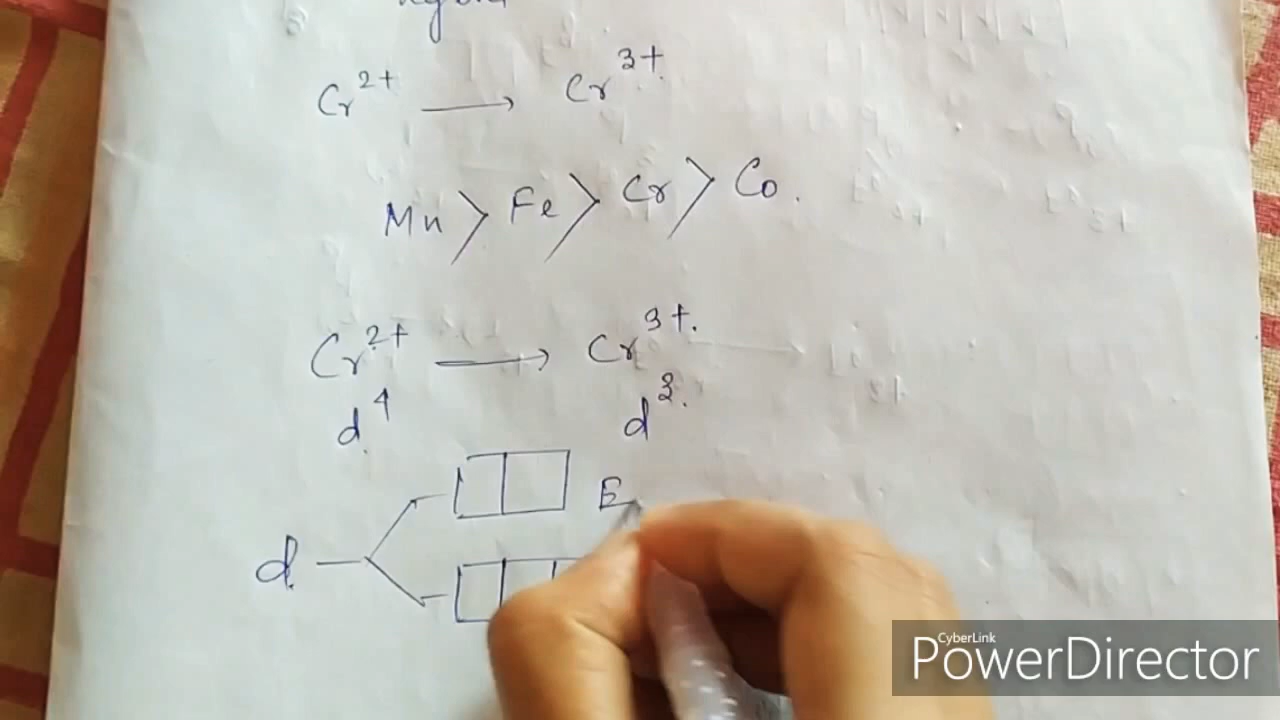 Cr²⁺ → Cr³⁺
Mn > Fe > Cr > Co.
Cr²⁺ → Cr³⁺.
d⁴ d³.
E
d
CyberLink
PowerDirector